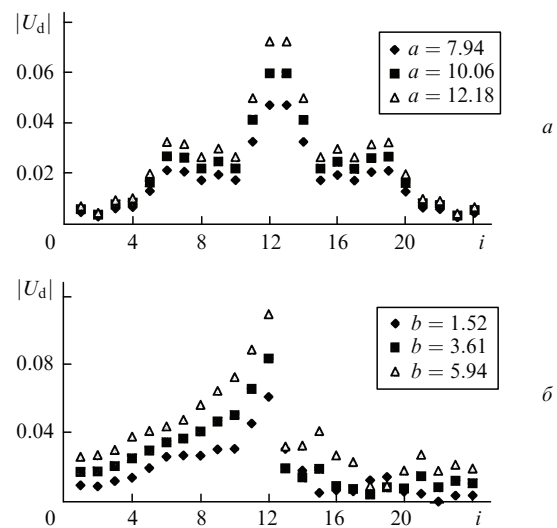 |U_d|
a = 7.94
a = 10.06
a = 12.18
0.06
0.04
0.02
0
4
8
12
16
20
i
а
|U_d|
b = 1.52
b = 3.61
b = 5.94
0.08
0.04
0
4
8
12
16
20
i
б